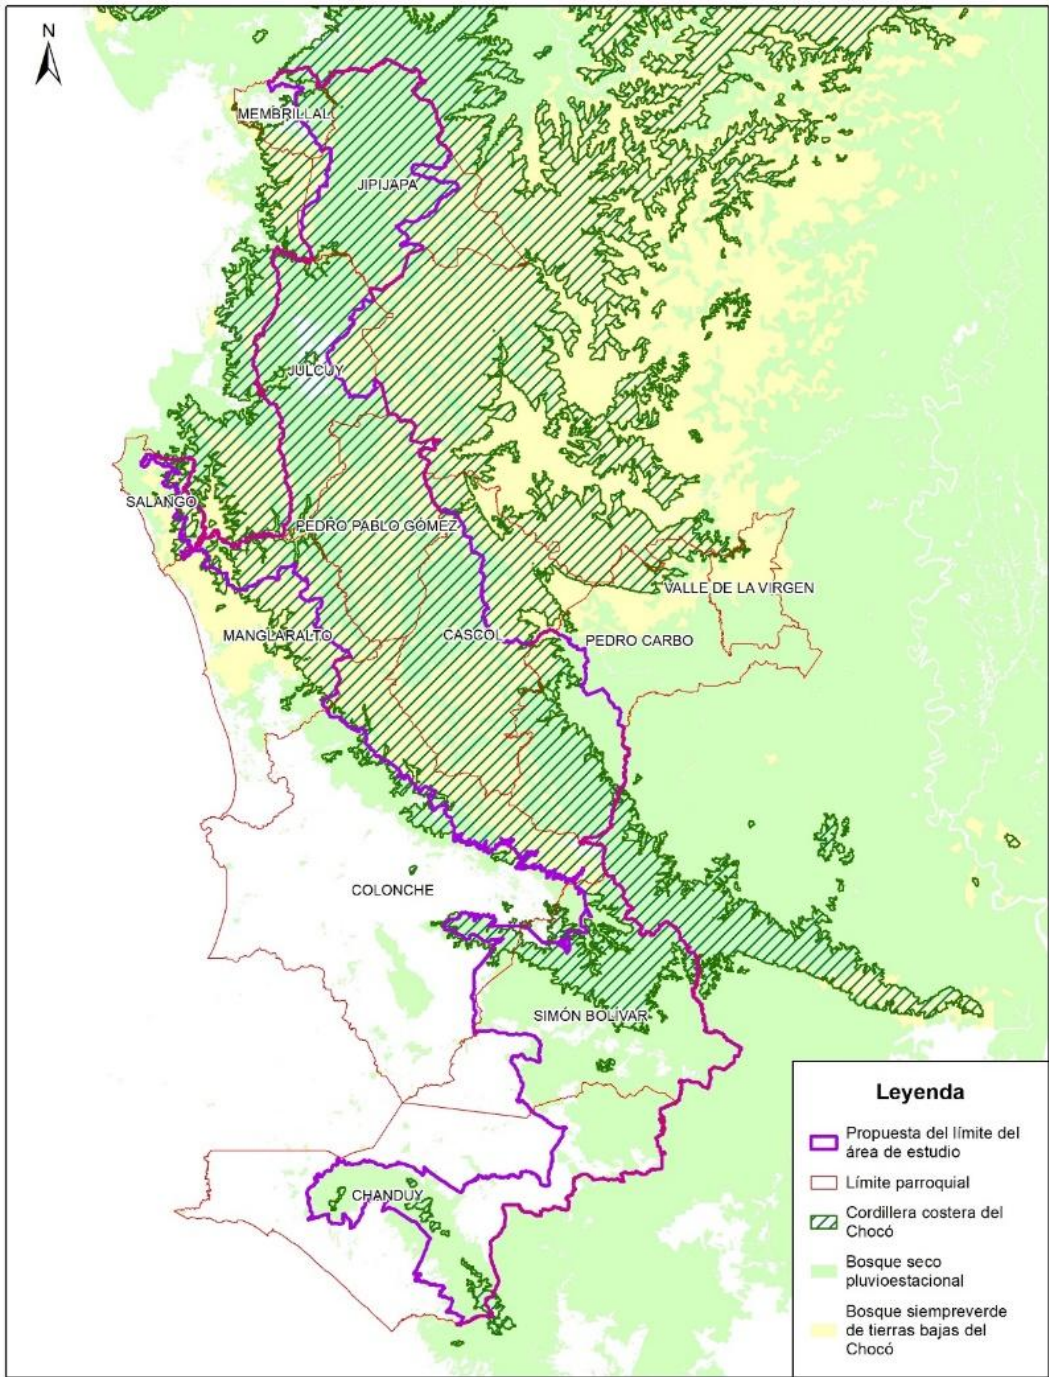 N
MEMBRILLAL
JIPIJAPA
JULCUY
SALANGO
PEDRO PABLO GÓMEZ
VALLE DE LA VIRGEN
MANGLARALTO
CASCOL
PEDRO CARBO
COLONCHE
SIMÓN BOLÍVAR
CHANDUY
Leyenda
Propuesta del límite del
área de estudio
Límite parroquial
Cordillera costera del
Chocó
Bosque seco
pluvioestacional
Bosque siempreverde
de tierras bajas del
Chocó